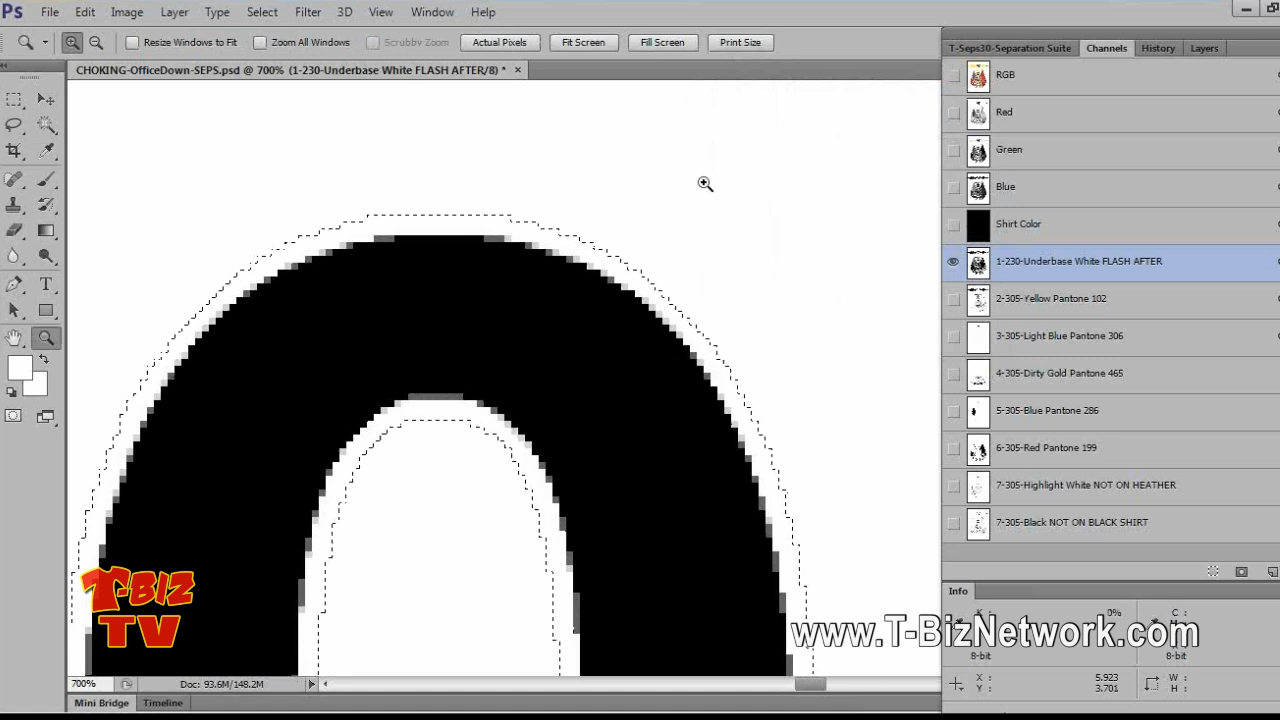 Ps File Edit Image Layer Type Select Filter 3D View Window Help
Resize Windows to Fit Zoom All Windows Scrubby Zoom Actual Pixels Fit Screen Fill Screen Print Size
CHOKING-OfficeDown-SEPS.psd @ 700% (1-230-Underbase White FLASH AFTER/8) * ×
T-Seps30-Separation Suite Channels History Layers
RGB
Red
Green
Blue
Shirt Color
1-230-Underbase White FLASH AFTER
2-305-Yellow Pantone 102
3-305-Light Blue Pantone 306
4-305-Dirty Gold Pantone 465
5-305-Blue Pantone 286
6-305-Red Pantone 199
7-305-Highlight White NOT ON HEATHER
7-305-Black NOT ON BLACK SHIRT
Info
K : 0% C :
8-bit 8-bit
X : 5.923 W :
Y : 3.701 H :
T-BIZ
TV
www.T-BizNetwork.com
700% Doc: 93.6M/148.2M
Mini Bridge Timeline